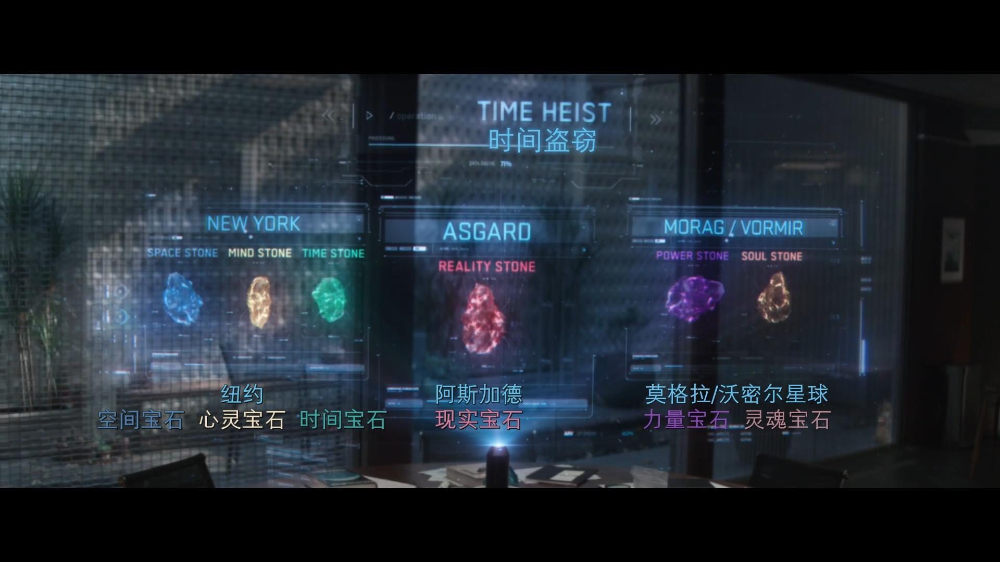 / operation
TIME HEIST
时间盗窃
PROCESSING
DATA CACHE 71%
NEW YORK
SPACE STONE MIND STONE TIME STONE
ASGARD
REALITY STONE
MORAG / VORMIR
POWER STONE SOUL STONE
纽约
空间宝石 心灵宝石 时间宝石
阿斯加德
现实宝石
莫格拉/沃密尔星球
力量宝石 灵魂宝石